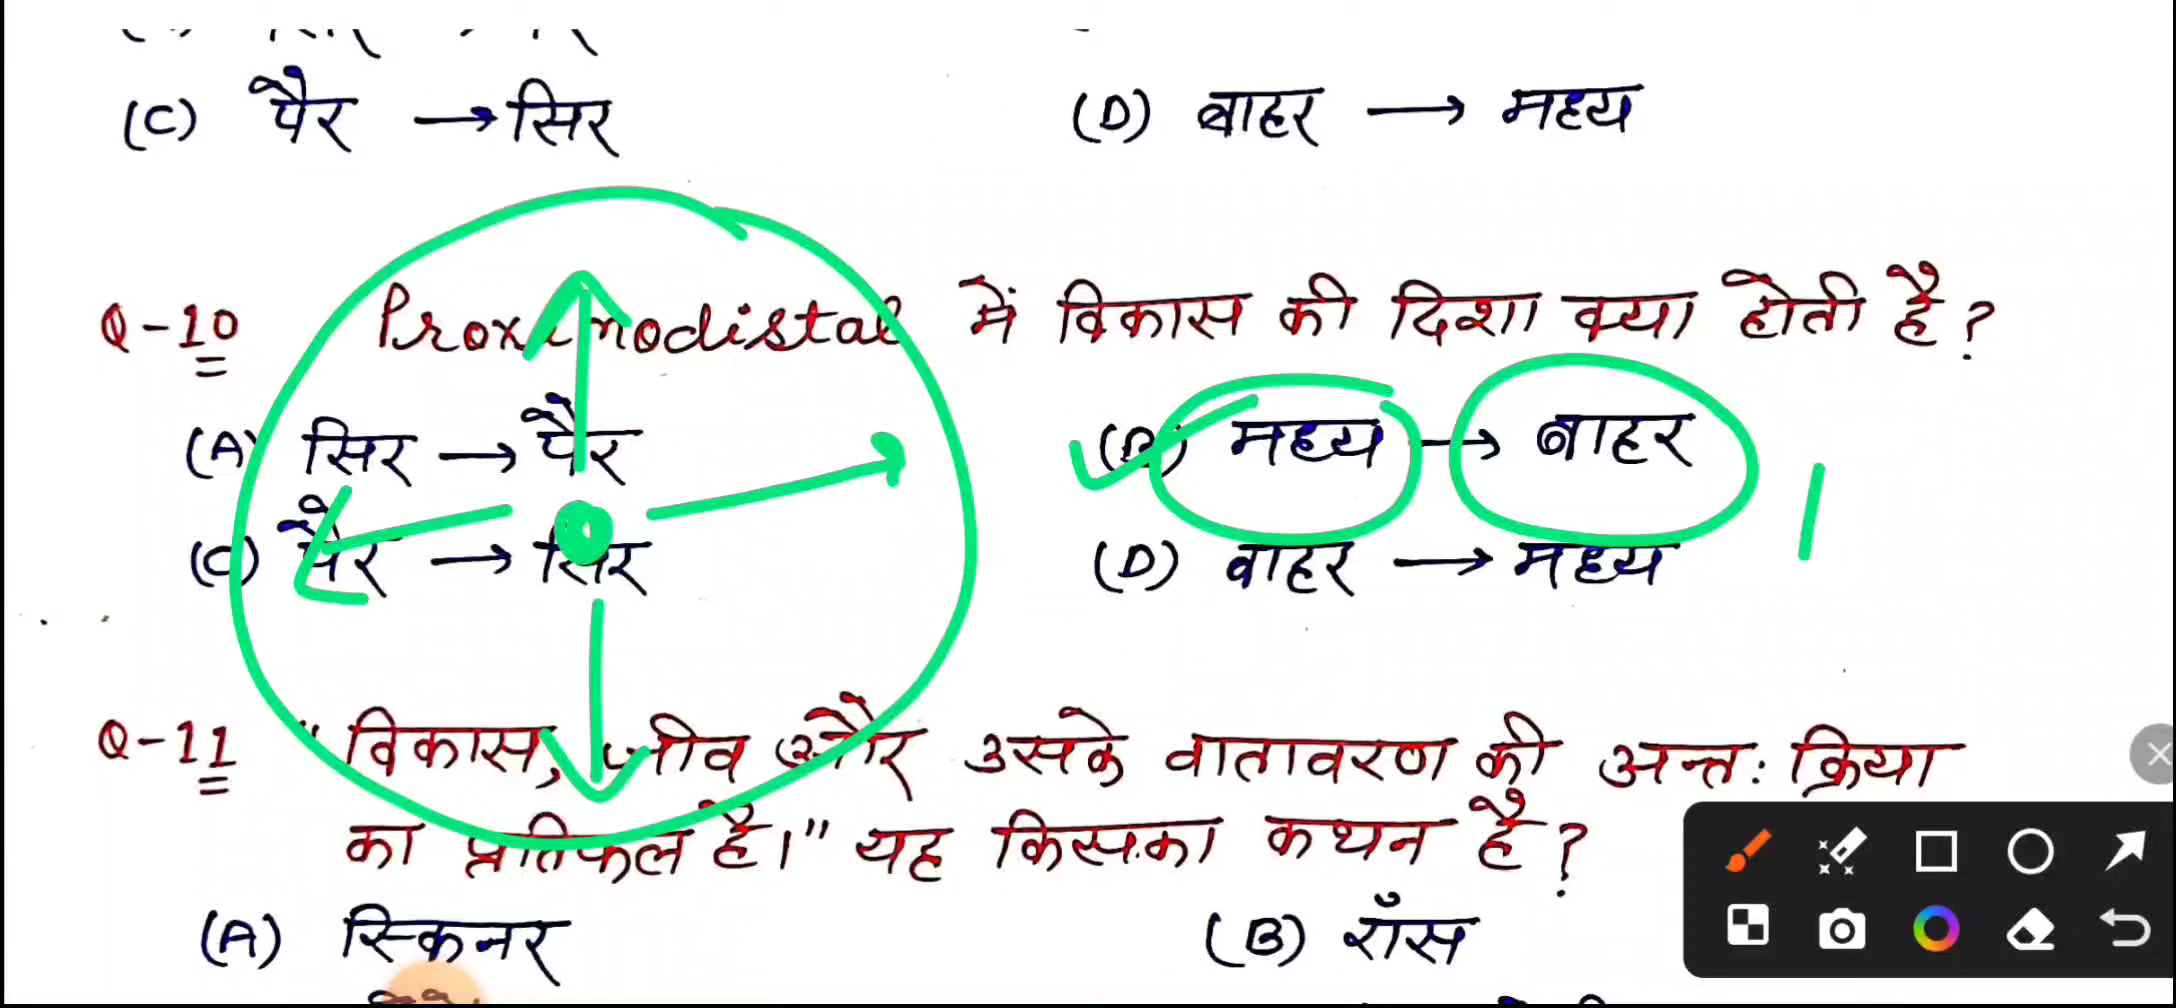 (C) पैर → सिर (D) बाहर → मध्य
Q-10 Proximodistal में विकास की दिशा क्या होती है?
(A) सिर → पैर (B) मध्य → बाहर
(C) पैर → सिर (D) बाहर → मध्य
Q-11 "विकास, जीव और उसके वातावरण की अन्तः क्रिया
का प्रतिफल है।" यह किसका कथन है?
(A) स्किनर (B) रॉस